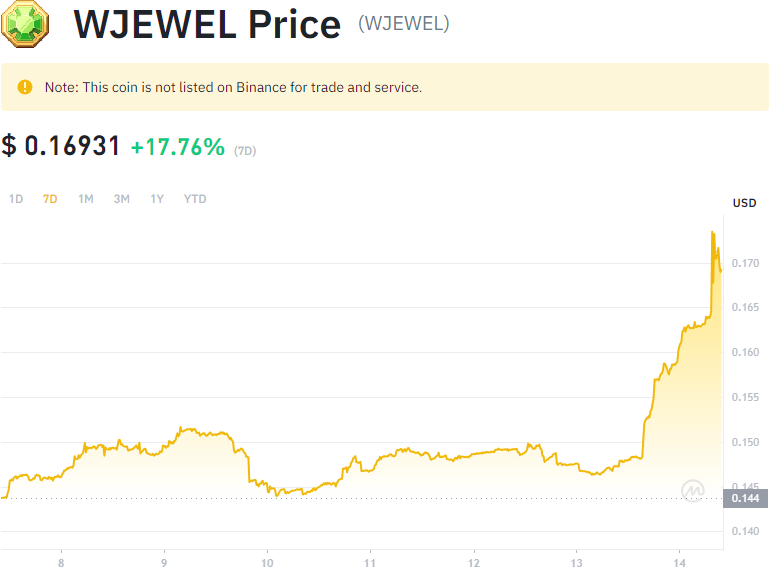 WJEWEL Price (WJEWEL)
Note: This coin is not listed on Binance for trade and service.
$ 0.16931 +17.76% (7D)
1D 7D 1M 3M 1Y YTD
USD
0.170
0.165
0.160
0.155
0.150
0.145
0.144
0.140
8 9 10 11 12 13 14